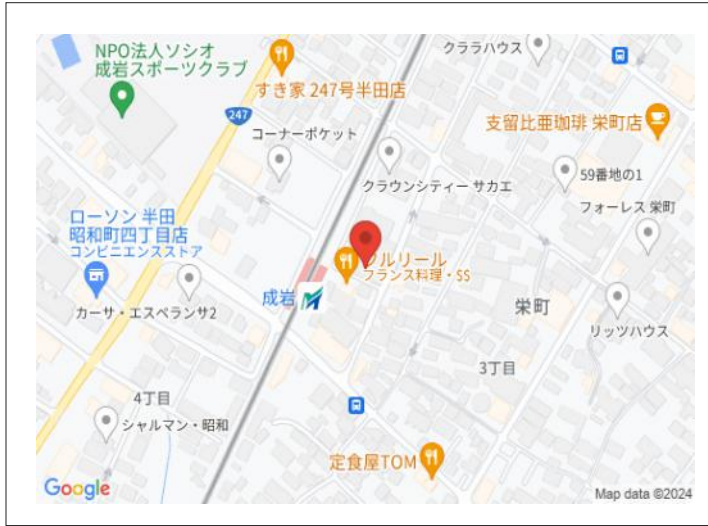 クララハウス
NPO法人ソシオ
成岩スポーツクラブ
すき家 247号半田店
247
コーナーポケット
支留比亜珈琲 栄町店
クラウンシティー サカエ
59番地の1
フォーレス 栄町
ローソン 半田
昭和町四丁目店
コンビニエンスストア
ルリール
フランス料理・$$
成岩
カーサ・エスペランサ2
栄町
リッツハウス
3丁目
4丁目
シャルマン・昭和
定食屋TOM
Google
Map data ©2024